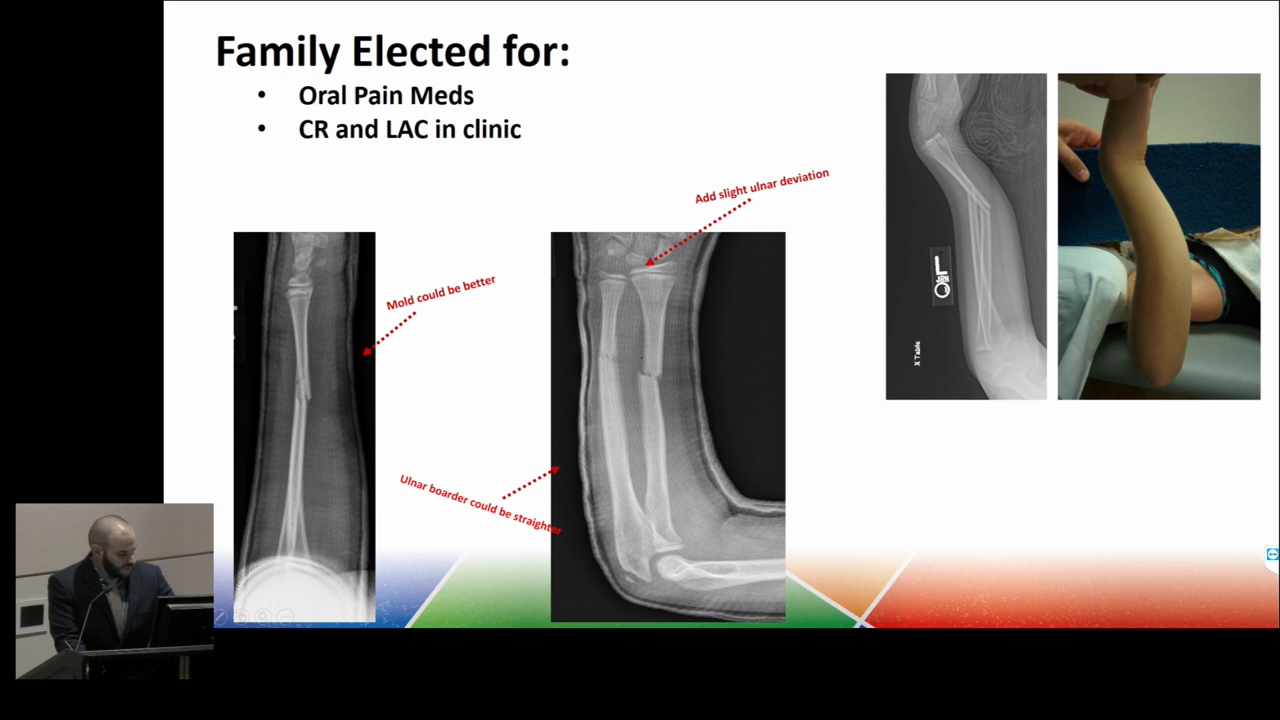 Family Elected for:
• Oral Pain Meds
• CR and LAC in clinic
Add slight ulnar deviation
Mold could be better
Ulnar boarder could be straighter
X Table